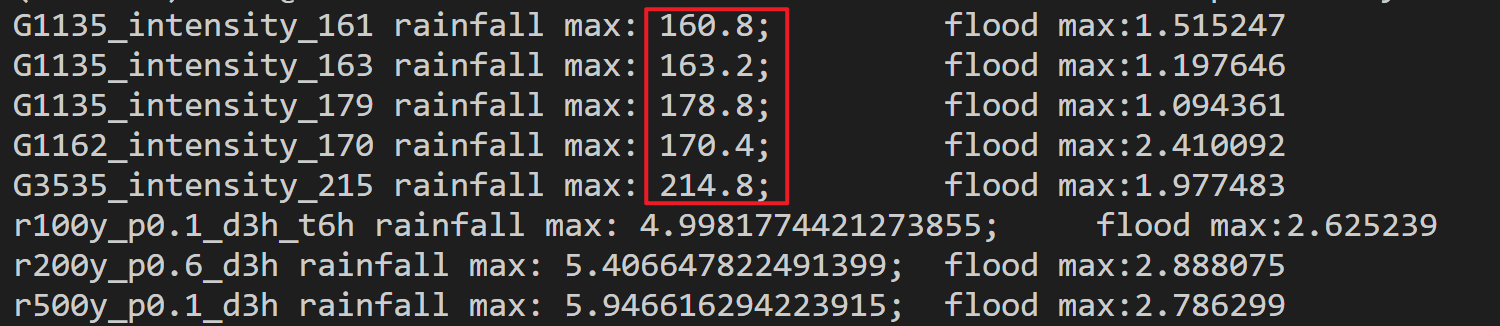 G1135_intensity_161 rainfall max: 160.8; flood max:1.515247
G1135_intensity_163 rainfall max: 163.2; flood max:1.197646
G1135_intensity_179 rainfall max: 178.8; flood max:1.094361
G1162_intensity_170 rainfall max: 170.4; flood max:2.410092
G3535_intensity_215 rainfall max: 214.8; flood max:1.977483
r100y_p0.1_d3h_t6h rainfall max: 4.9981774421273855; flood max:2.625239
r200y_p0.6_d3h rainfall max: 5.406647822491399; flood max:2.888075
r500y_p0.1_d3h rainfall max: 5.946616294223915; flood max:2.786299